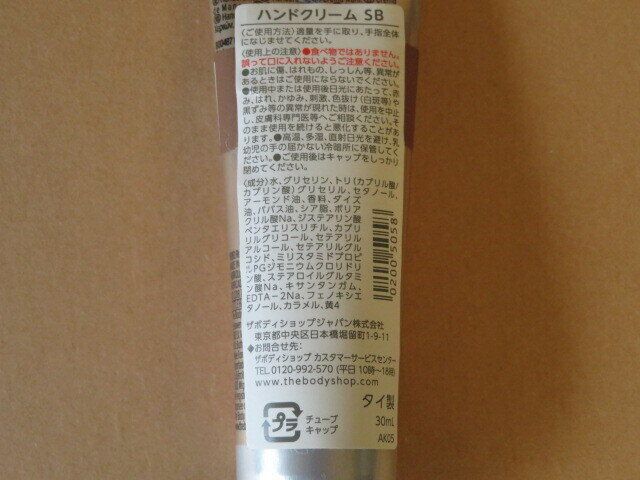 ハンドクリーム SB
〈ご使用方法〉適量を手に取り、手指全体
になじませてください。
〈使用上の注意〉●食べ物ではありません。
誤って口に入れないようご注意ください。
●お肌に傷、はれもの、しっしん等、異常が
あるときはご使用にならないでください。
●使用中または使用後日光にあたって、赤
み、はれ、かゆみ、刺激、色抜け(白斑等)や
黒ずみ等の異常が現れた時は、使用を中止
し、皮膚科専門医等へご相談ください。そ
のまま使用を続けると悪化することがあ
ります。●高温、多湿、直射日光を避け、乳
幼児の手の届かない冷暗所に保管してく
ださい。●ご使用後はキャップをしっかり
閉めてください。
〈成分〉水、グリセリン、トリ(カプリル酸/
カプリン酸)グリセリル、セタノール、
アーモンド油、香料、ダイズ
油、ババス油、シア脂、ポリア
クリル酸Na、ジステアリン酸
ペンタエリスリチル、カプリ
リルグリコール、セテアリル
アルコール、セテアリルグル
コシド、ミリスタミドプロピ
ルPGジモニウムクロリドリ
ン酸、ステアロイルグルタミ
ン酸Na、キサンタンガム、
EDTA−2Na、フェノキシエ
タノール、カラメル、黄4
02005058
ザボディショップジャパン株式会社
東京都中央区日本橋堀留町1-9-11
●お問合せ先:
ザボディショップ カスタマーサービスセンター
TEL. 0120-992-570 (平日 10時〜18時)
www.thebodyshop.com
プラ
チューブ
キャップ
タイ製
30mL
AK05